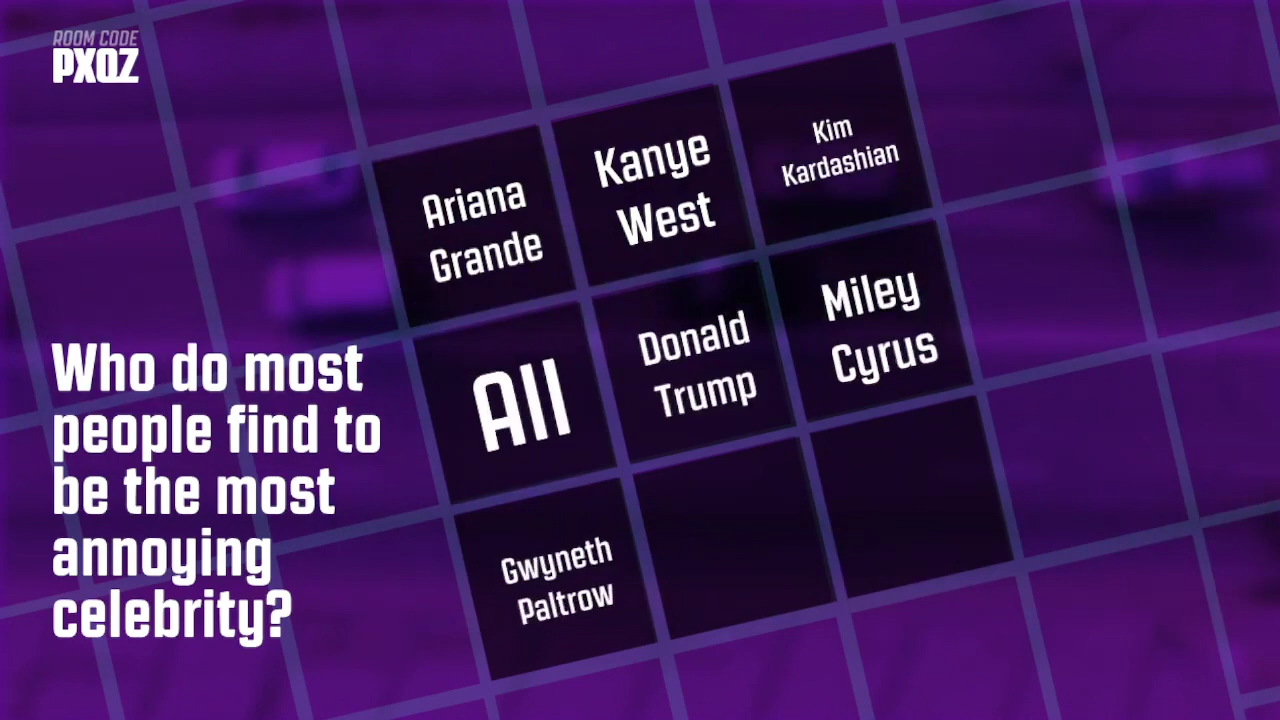 ROOM CODE
PXQZ
Ariana
Grande
Kanye
West
Kim
Kardashian
All
Donald
Trump
Miley
Cyrus
Gwyneth
Paltrow
Who do most
people find to
be the most
annoying
celebrity?